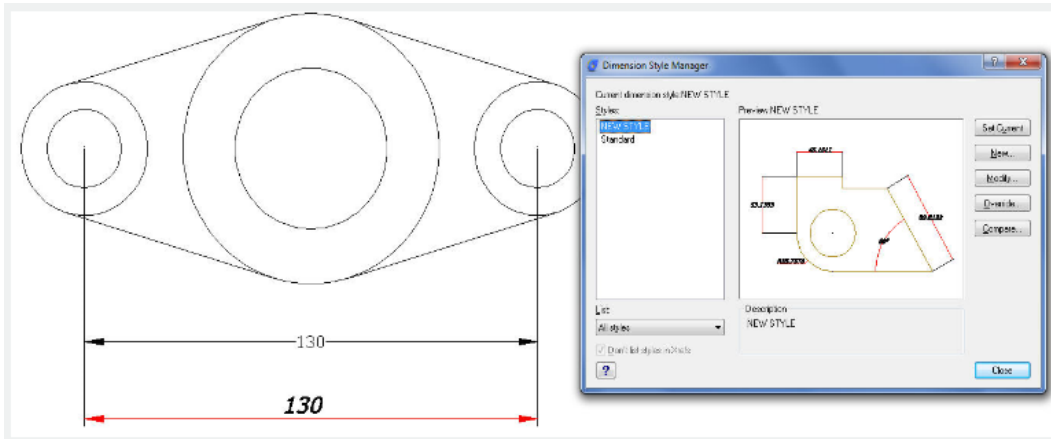 130
130
Dimension Style Manager
Current dimension style:NEW STYLE
Styles:
NEW STYLE
Standard
Preview:NEW STYLE
Set Current
New...
Modify...
Override...
Compare...
List:
All styles
Don't list styles in Xrefs
Description
NEW STYLE
?
Close